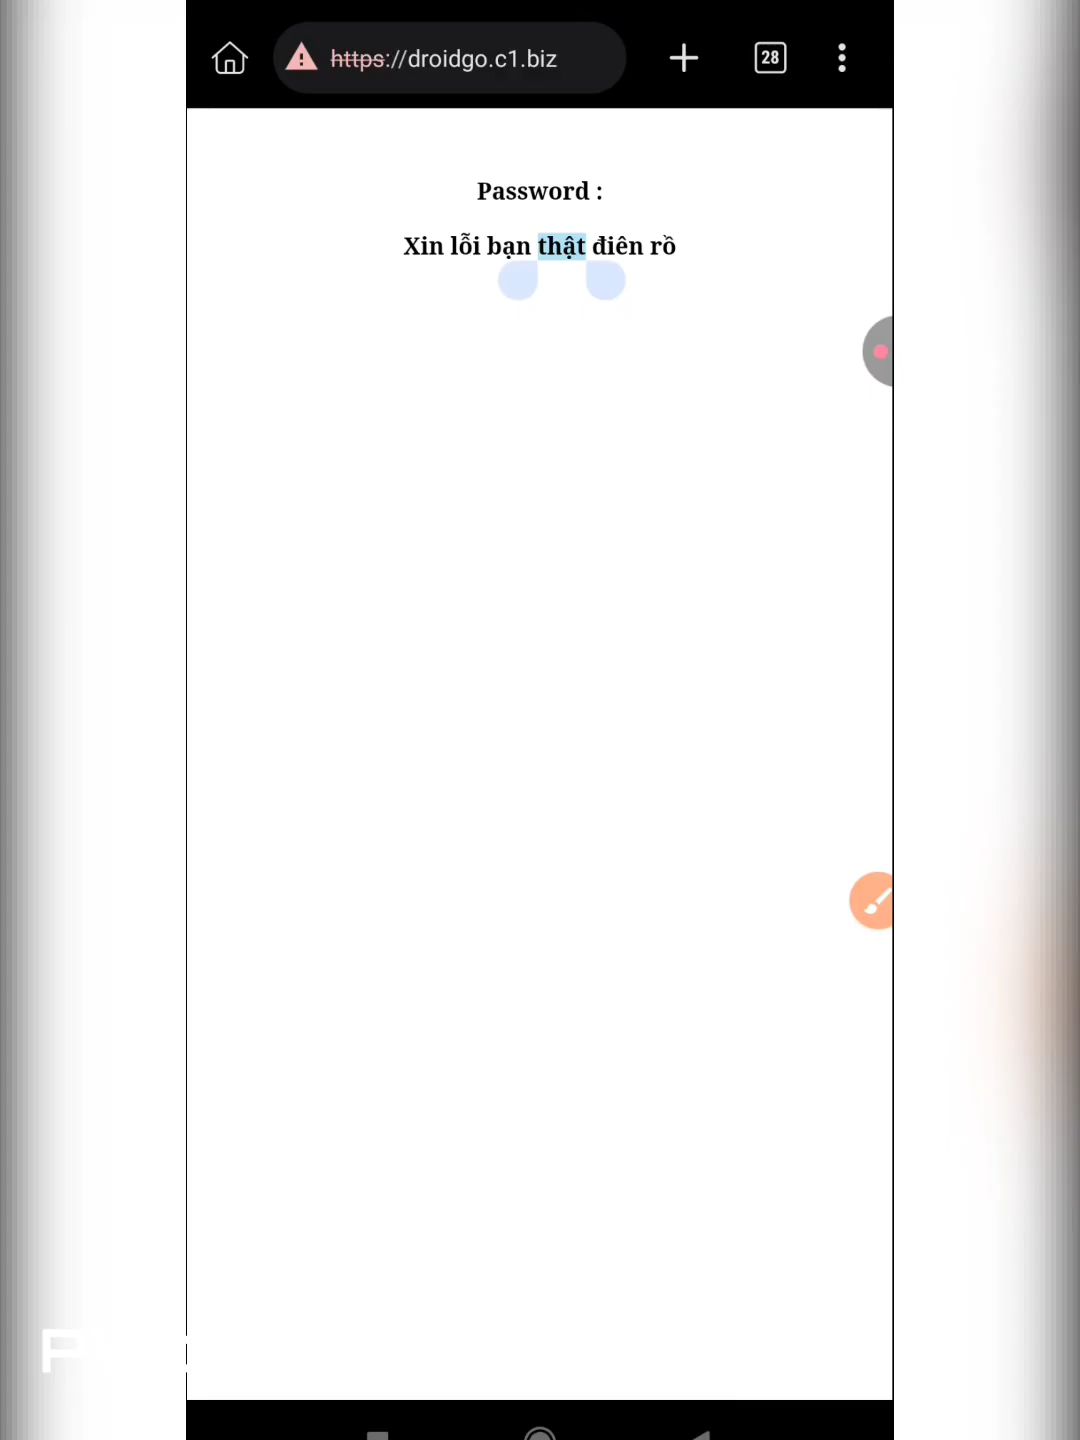 https://droidgo.c1.biz
28
Password :
Xin lỗi bạn thật điên rồ